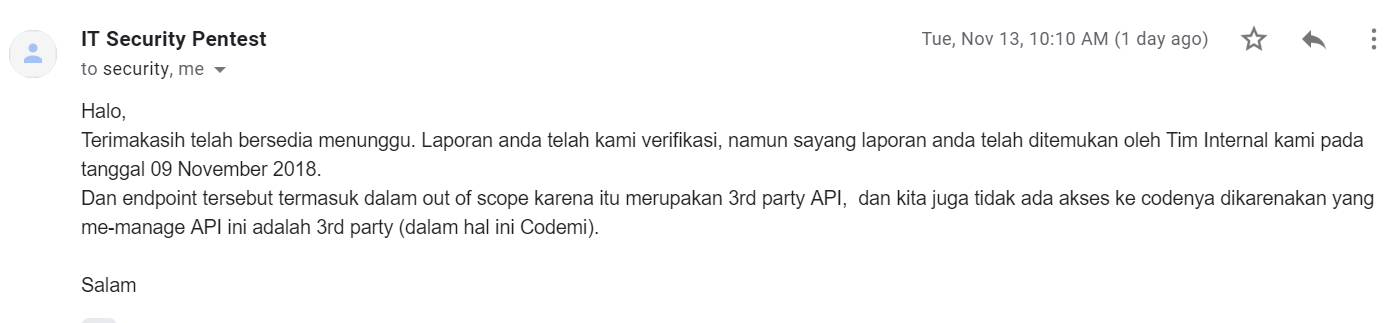 IT Security Pentest
Tue, Nov 13, 10:10 AM (1 day ago)
to security, me
Halo,
Terimakasih telah bersedia menunggu. Laporan anda telah kami verifikasi, namun sayang laporan anda telah ditemukan oleh Tim Internal kami pada
tanggal 09 November 2018.
Dan endpoint tersebut termasuk dalam out of scope karena itu merupakan 3rd party API, dan kita juga tidak ada akses ke codenya dikarenakan yang
me-manage API ini adalah 3rd party (dalam hal ini Codemi).
Salam